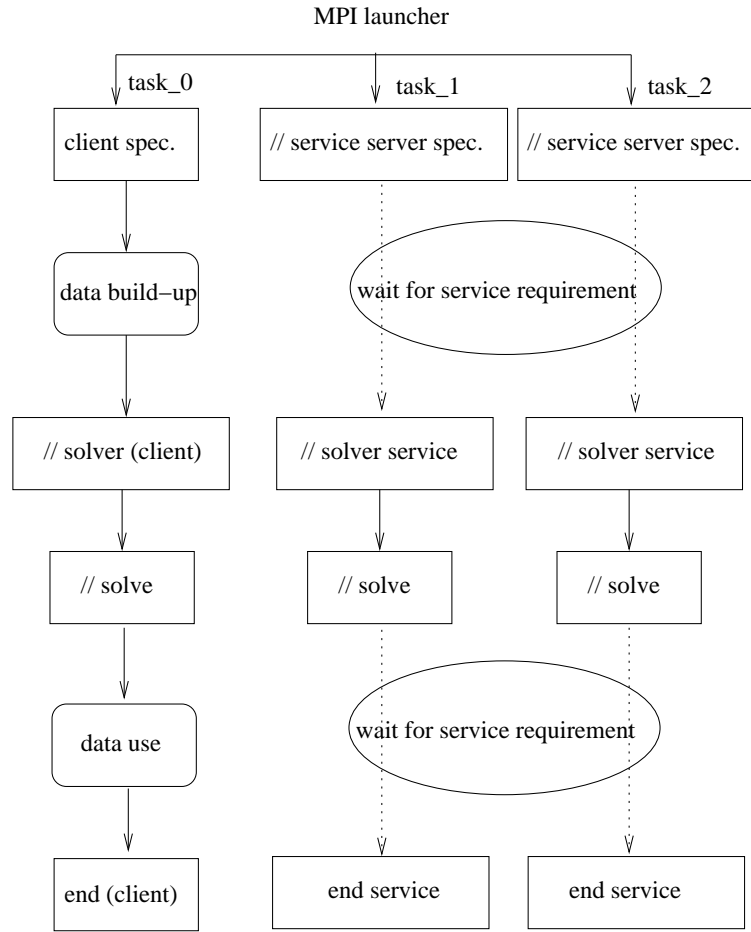 MPI launcher
task_0
task_1
task_2
client spec.
// service server spec.
// service server spec.
data build−up
wait for service requirement
// solver (client)
// solver service
// solver service
// solve
// solve
// solve
data use
wait for service requirement
end (client)
end service
end service